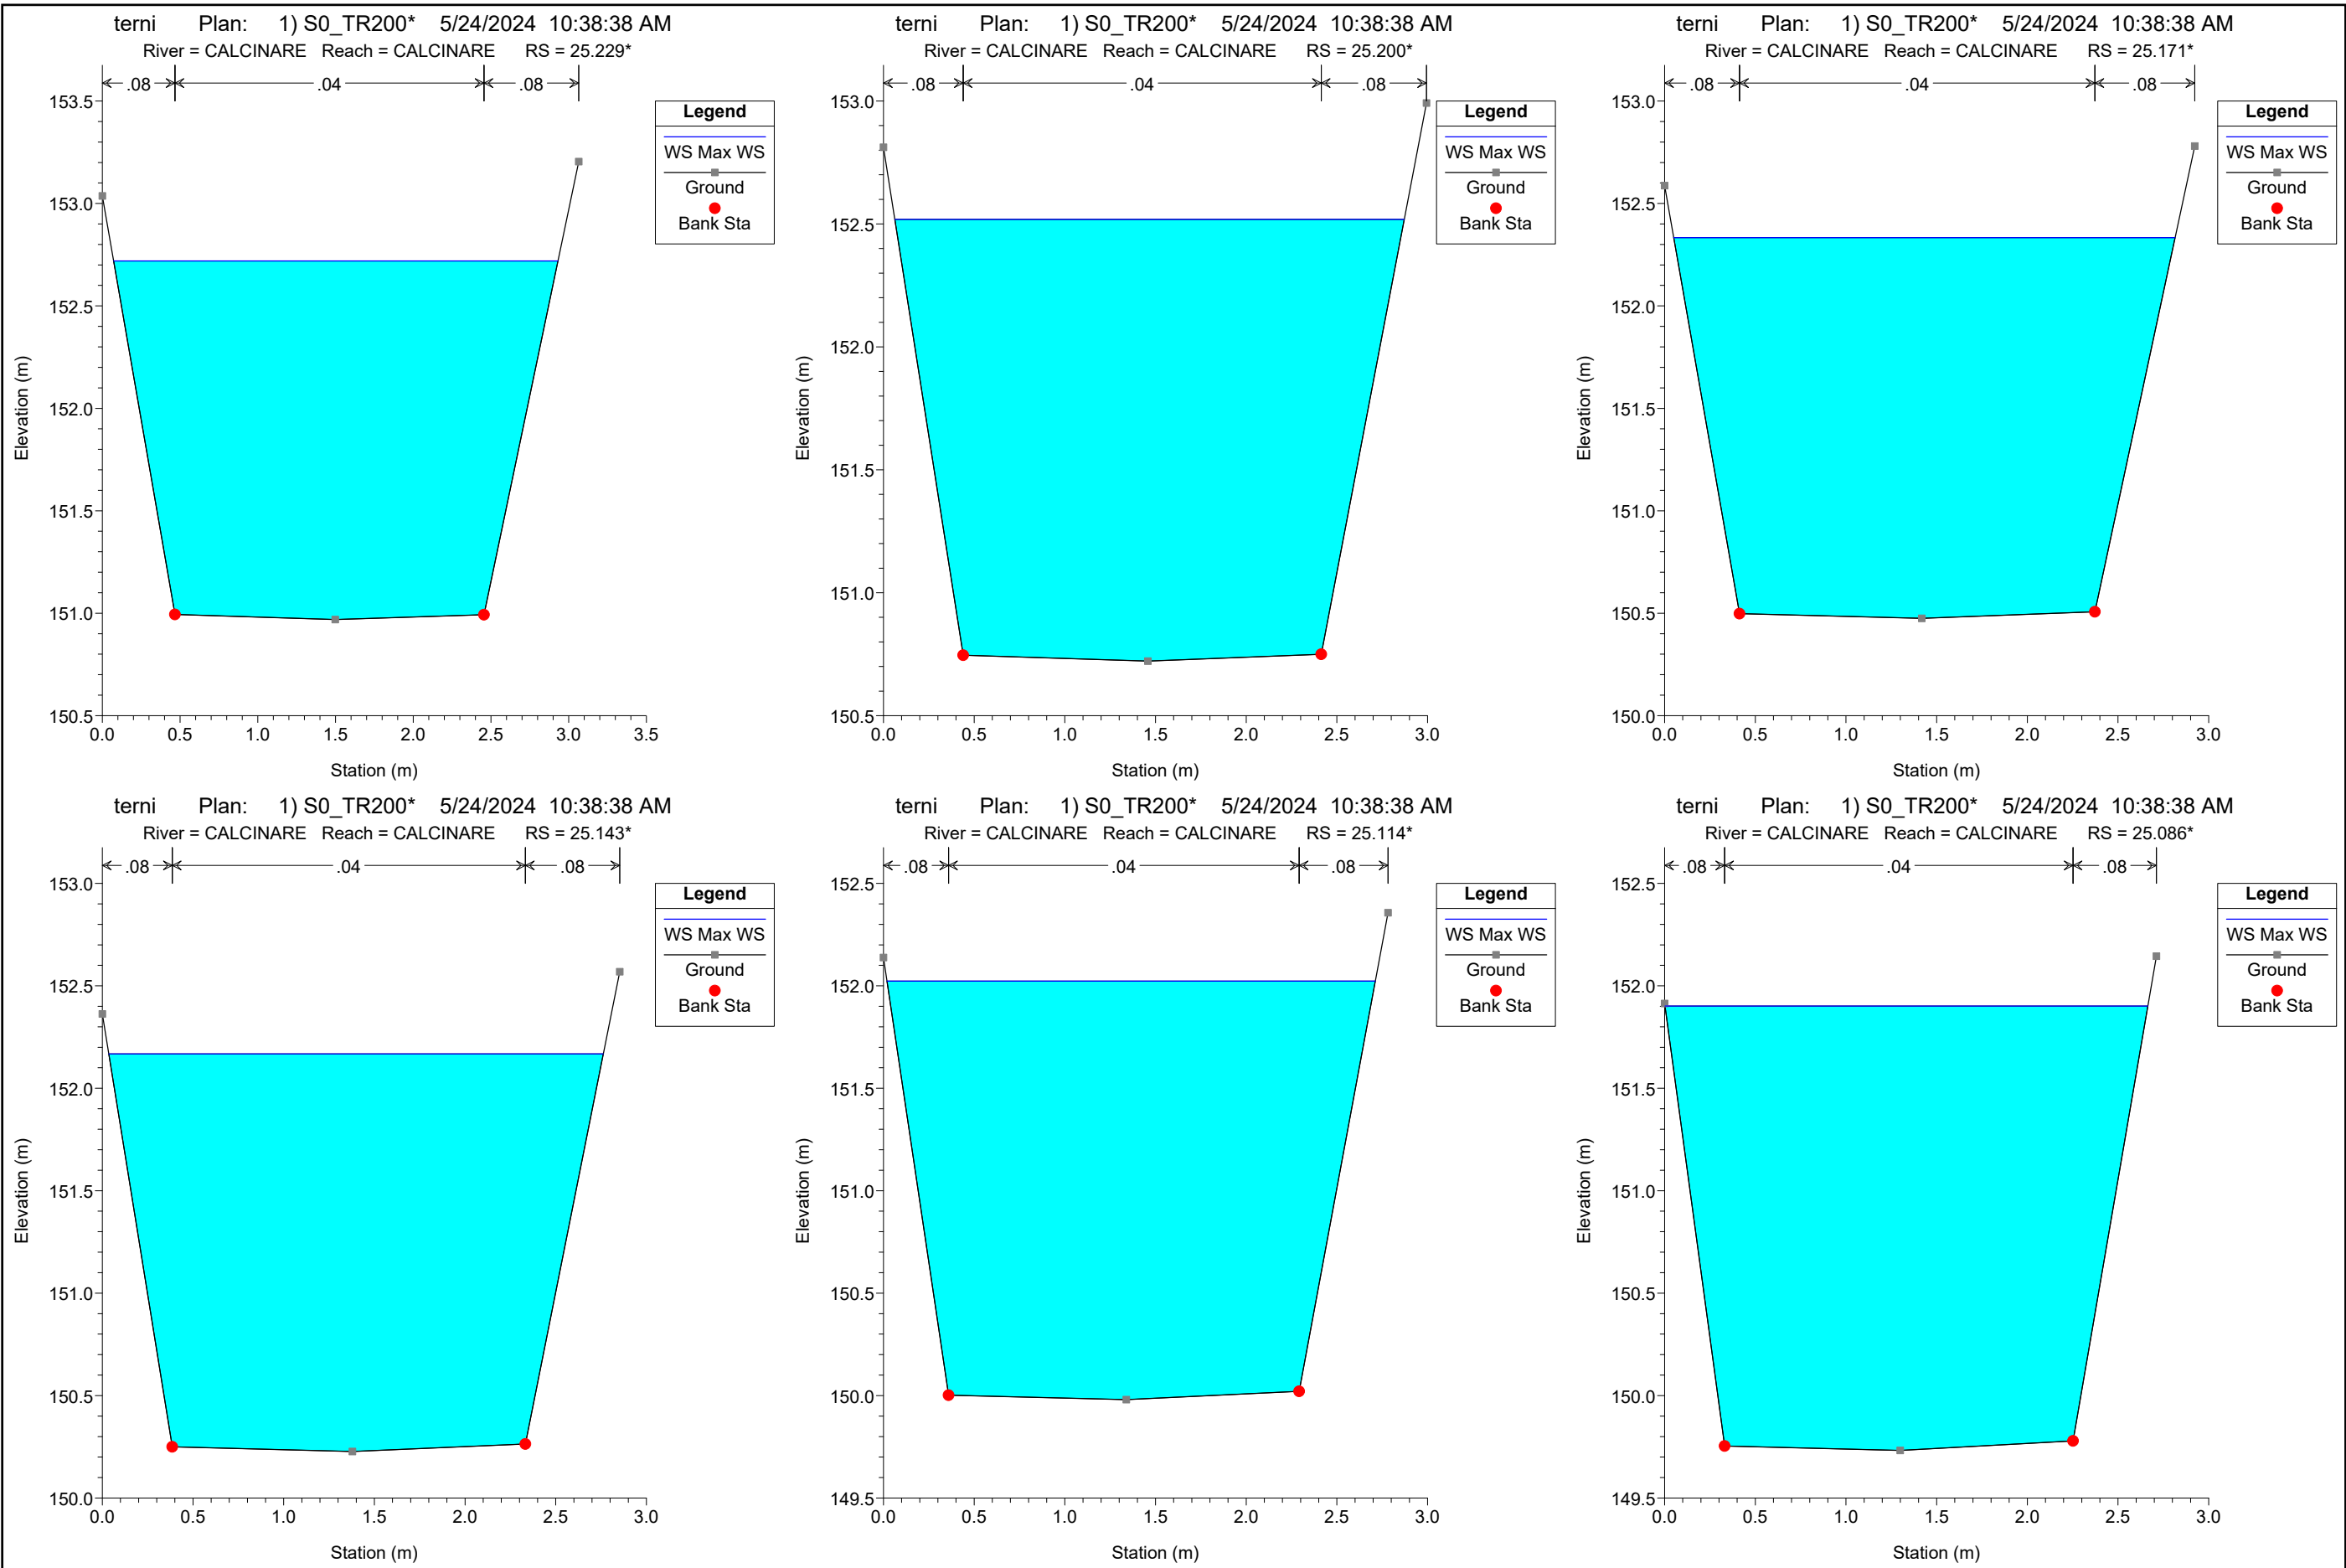 terni Plan: 1) S0_TR200* 5/24/2024 10:38:38 AM
River = CALCINARE Reach = CALCINARE RS = 25.229*
.08 .04 .08
153.5
153.0
152.5
152.0
151.5
151.0
150.5
0.0 0.5 1.0 1.5 2.0 2.5 3.0 3.5
Station (m)
Elevation (m)
Legend
WS Max WS
Ground
Bank Sta
terni Plan: 1) S0_TR200* 5/24/2024 10:38:38 AM
River = CALCINARE Reach = CALCINARE RS = 25.200*
.08 .04 .08
153.0
152.5
152.0
151.5
151.0
150.5
0.0 0.5 1.0 1.5 2.0 2.5 3.0
Station (m)
Elevation (m)
Legend
WS Max WS
Ground
Bank Sta
terni Plan: 1) S0_TR200* 5/24/2024 10:38:38 AM
River = CALCINARE Reach = CALCINARE RS = 25.171*
.08 .04 .08
153.0
152.5
152.0
151.5
151.0
150.5
150.0
0.0 0.5 1.0 1.5 2.0 2.5 3.0
Station (m)
Elevation (m)
Legend
WS Max WS
Ground
Bank Sta
terni Plan: 1) S0_TR200* 5/24/2024 10:38:38 AM
River = CALCINARE Reach = CALCINARE RS = 25.143*
.08 .04 .08
153.0
152.5
152.0
151.5
151.0
150.5
150.0
0.0 0.5 1.0 1.5 2.0 2.5 3.0
Station (m)
Elevation (m)
Legend
WS Max WS
Ground
Bank Sta
terni Plan: 1) S0_TR200* 5/24/2024 10:38:38 AM
River = CALCINARE Reach = CALCINARE RS = 25.114*
.08 .04 .08
152.5
152.0
151.5
151.0
150.5
150.0
149.5
0.0 0.5 1.0 1.5 2.0 2.5 3.0
Station (m)
Elevation (m)
Legend
WS Max WS
Ground
Bank Sta
terni Plan: 1) S0_TR200* 5/24/2024 10:38:38 AM
River = CALCINARE Reach = CALCINARE RS = 25.086*
.08 .04 .08
152.5
152.0
151.5
151.0
150.5
150.0
149.5
0.0 0.5 1.0 1.5 2.0 2.5 3.0
Station (m)
Elevation (m)
Legend
WS Max WS
Ground
Bank Sta